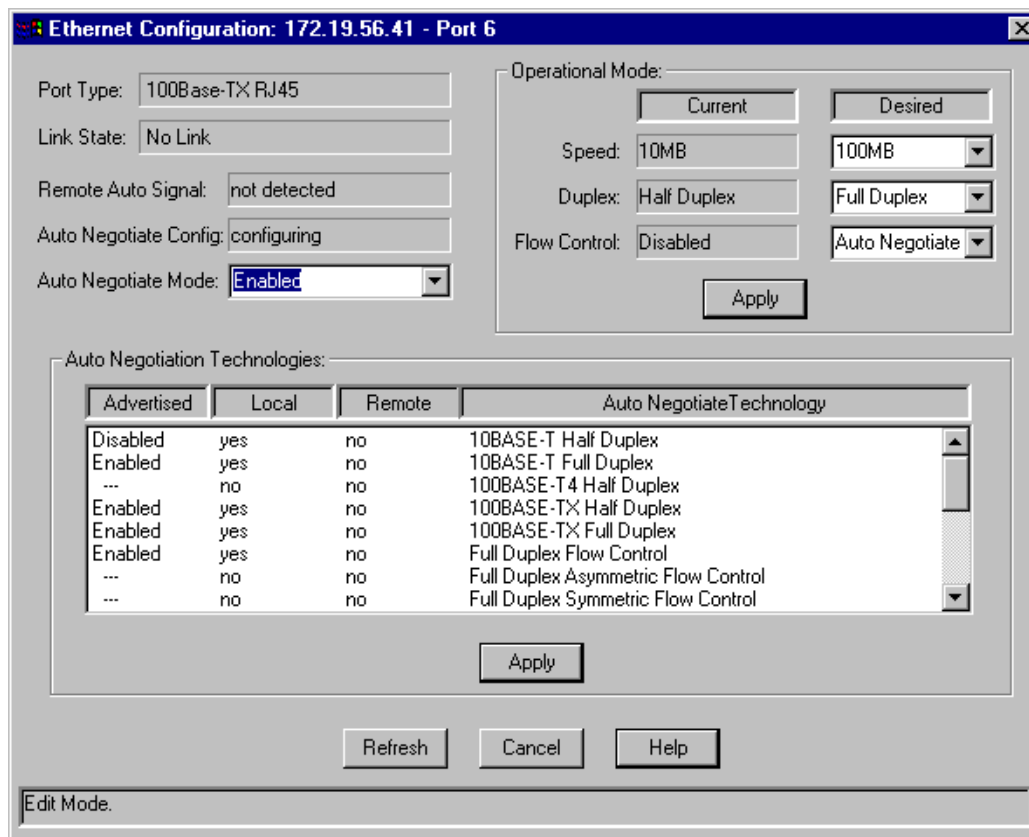 Ethernet Configuration: 172.19.56.41 - Port 6
Port Type: 100Base-TX RJ45
Link State: No Link
Remote Auto Signal: not detected
Auto Negotiate Config: configuring
Auto Negotiate Mode: Enabled
Operational Mode:
Current Desired
Speed: 10MB 100MB
Duplex: Half Duplex Full Duplex
Flow Control: Disabled Auto Negotiate
Apply
Auto Negotiation Technologies:
Advertised Local Remote Auto NegotiateTechnology
Disabled yes no 10BASE-T Half Duplex
Enabled yes no 10BASE-T Full Duplex
--- no no 100BASE-T4 Half Duplex
Enabled yes no 100BASE-TX Half Duplex
Enabled yes no 100BASE-TX Full Duplex
Enabled yes no Full Duplex Flow Control
--- no no Full Duplex Asymmetric Flow Control
--- no no Full Duplex Symmetric Flow Control
Apply
Refresh Cancel Help
Edit Mode.